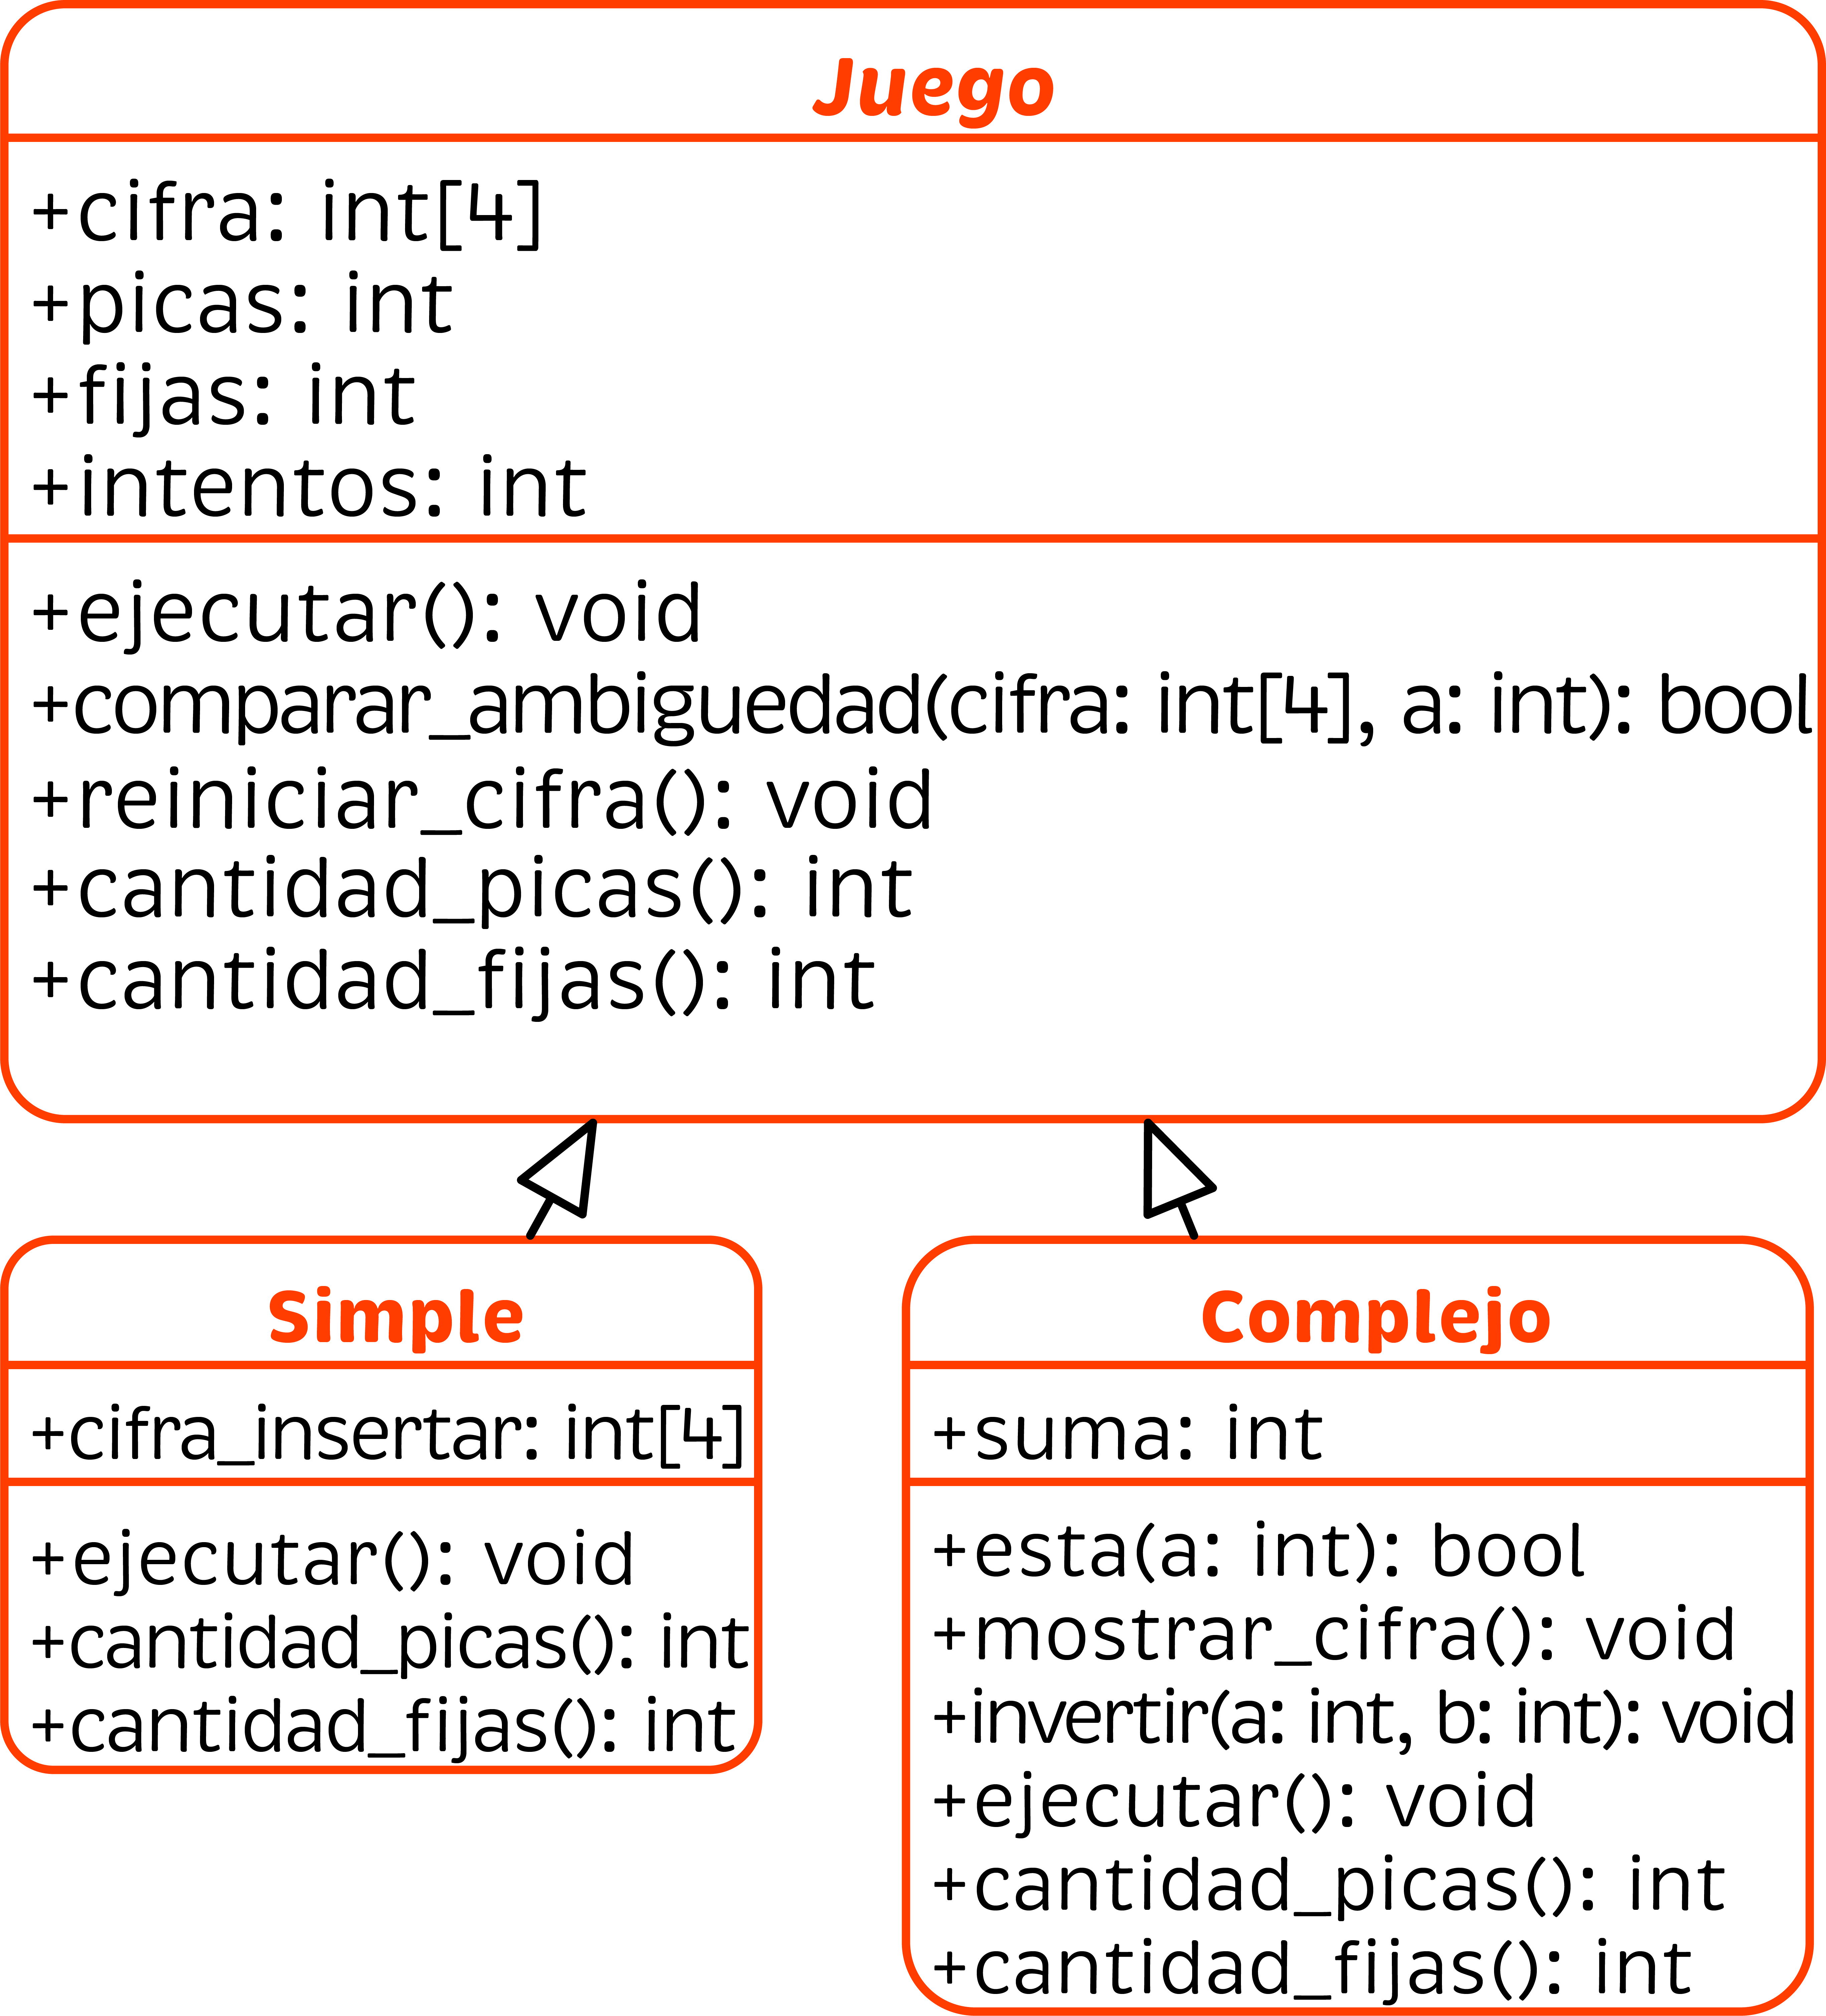 Juego
+cifra: int[4]
+picas: int
+fijas: int
+intentos: int
+ejecutar(): void
+comparar_ambiguedad(cifra: int[4], a: int): bool
+reiniciar_cifra(): void
+cantidad_picas(): int
+cantidad_fijas(): int
Simple
+cifra_insertar: int[4]
+ejecutar(): void
+cantidad_picas(): int
+cantidad_fijas(): int
Complejo
+suma: int
+esta(a: int): bool
+mostrar_cifra(): void
+invertir(a: int, b: int): void
+ejecutar(): void
+cantidad_picas(): int
+cantidad_fijas(): int